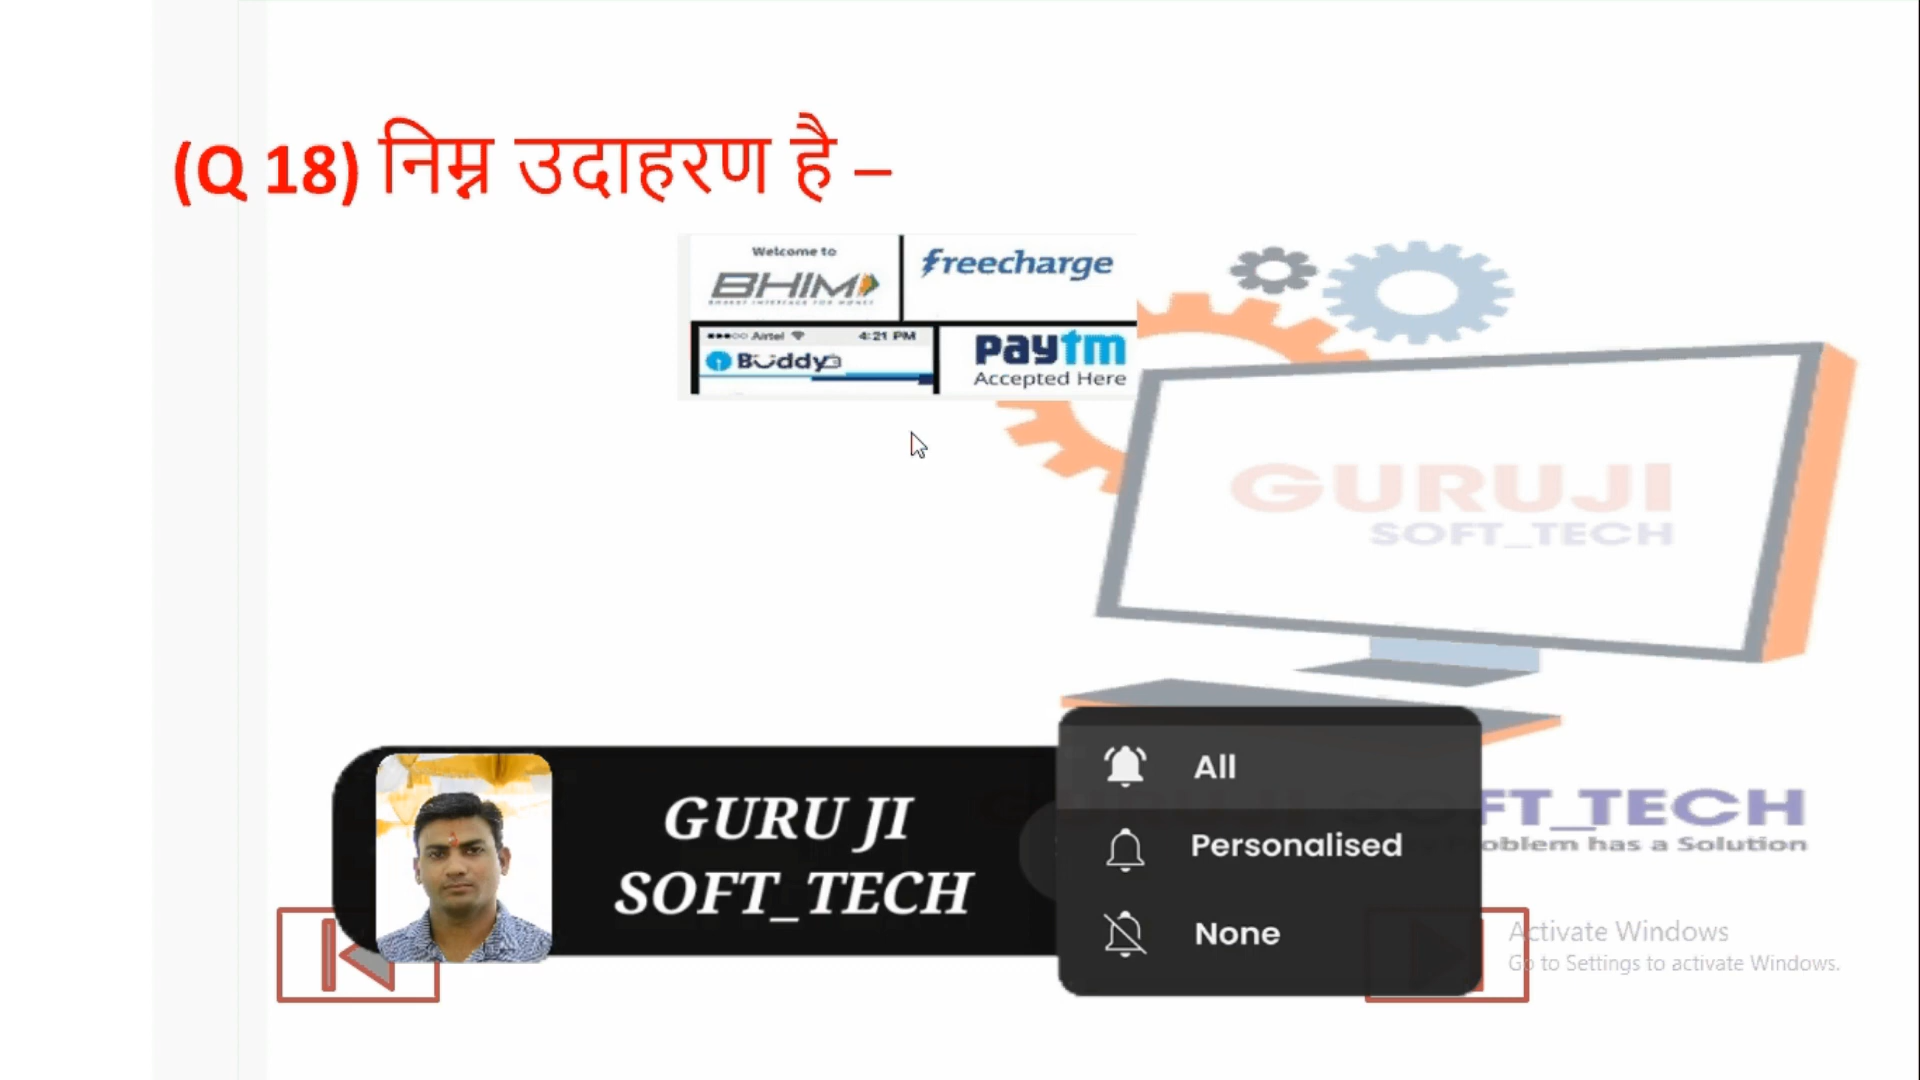 (Q 18) निम्न उदाहरण है –
Welcome to
BHIM
freecharge
Airtel 4:21 PM
Buddy
paytm
Accepted Here
GURUJI
SOFT_TECH
All
GURU JI
SOFT_TECH
FT_TECH
Personalised
oblem has a Solution
None
Activate Windows
Go to Settings to activate Windows.